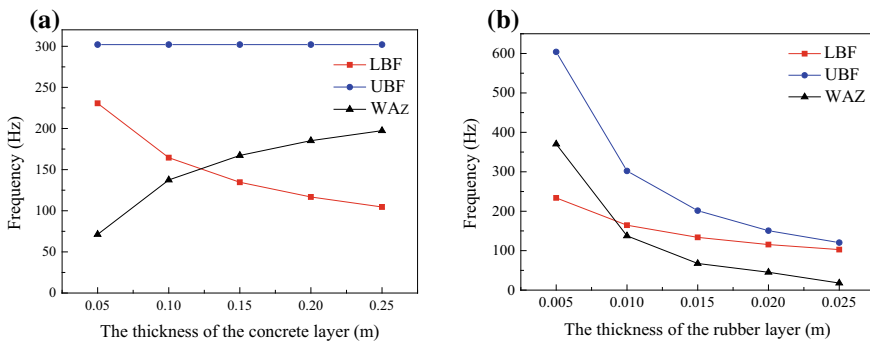 (a)
300
250
200
150
100
50
0
Frequency (Hz)
LBF
UBF
WAz
0.05 0.10 0.15 0.20 0.25
The thickness of the concrete layer (m)
(b)
600
500
400
300
200
100
0
Frequency (Hz)
LBF
UBF
WAZ
0.005 0.010 0.015 0.020 0.025
The thickness of the rubber layer (m)